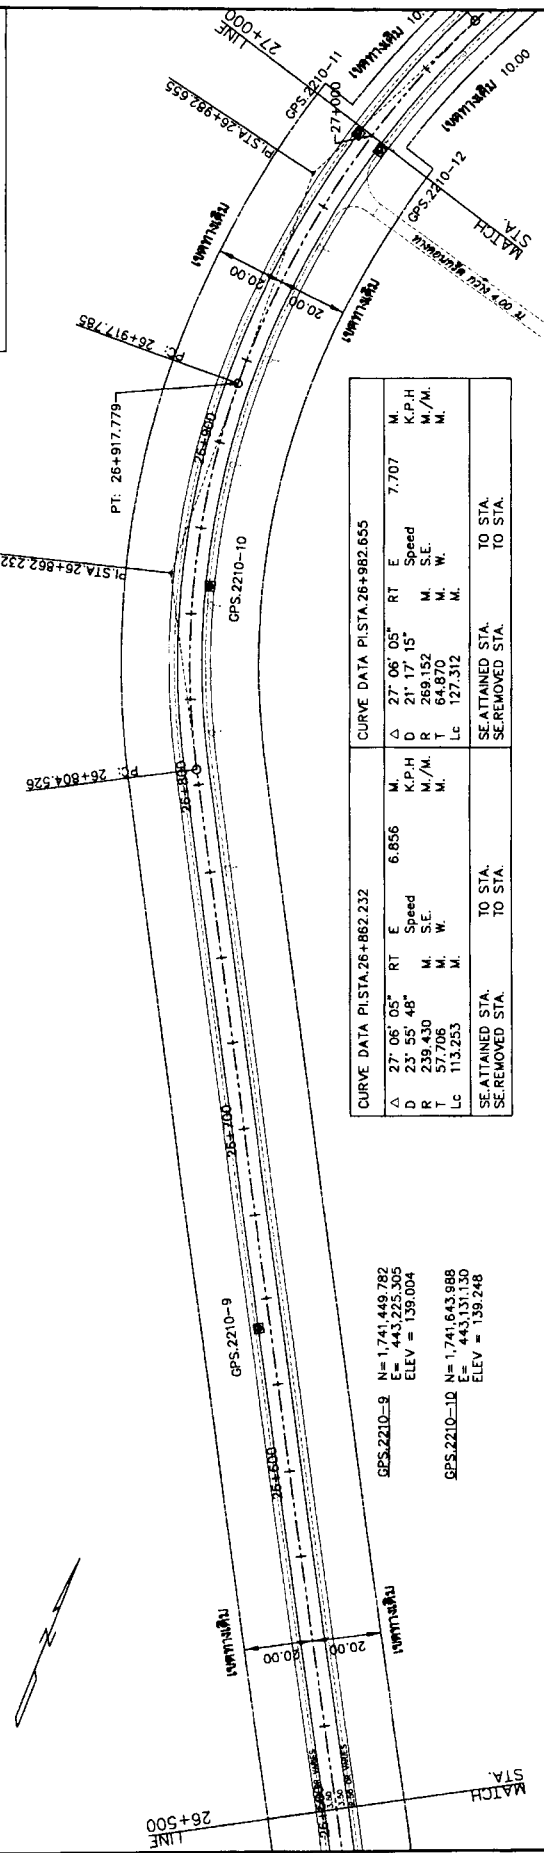 MATCH LINE
STA. 26+500
26+600
26+700
26+800
26+900
27+000
เขตทางเดิม
20.00
20.00
เขตทางเดิม
GPS.2210-9
PC: 26+804.526
PI.STA.26+862.232
GPS.2210-10
PT: 26+917.779
PC: 26+917.785
เขตทางเดิม
20.00
20.00
เขตทางเดิม
PI.STA.26+982.655
GPS.2210-11
GPS.2210-12
MATCH LINE
STA. 27+000
เขตทางเดิม 10.
เขตทางเดิม 10.00
4.00 ม.
3.50
3.50
OR VARIES
GPS.2210-9 N= 1,741,449.782
E= 443,225.305
ELEV = 139.004
GPS.2210-10 N= 1,741,643.988
E= 443,131.130
ELEV = 139.248
CURVE DATA PI.STA.26+862.232
Δ 27° 06' 05" RT E 6.856 M.
D 23° 55' 48" Speed K.P.H
R 239.430 M. S.E. M./M.
T 57.706 M. W. M.
Lc 113.253 M.
SE.ATTAINED STA. TO STA.
SE.REMOVED STA. TO STA.
CURVE DATA PI.STA.26+982.655
Δ 27° 06' 05" RT E 7.707 M.
D 21° 17' 15" Speed K.P.H
R 269.152 M. S.E. M./M.
T 64.870 M. W. M.
Lc 127.312 M.
SE.ATTAINED STA. TO STA.
SE.REMOVED STA. TO STA.